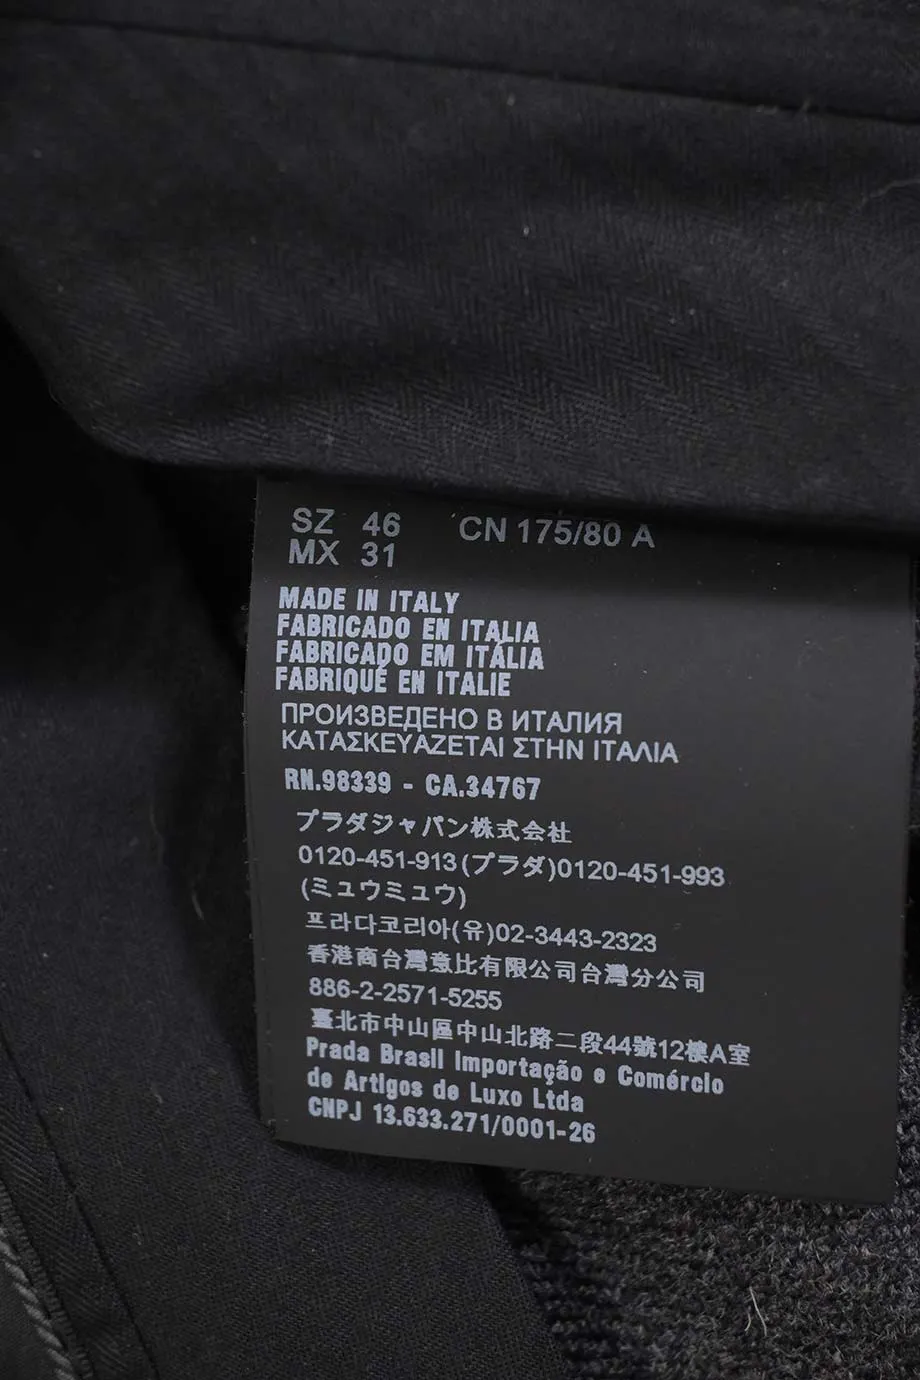 SZ 46 CN 175/80 A
MX 31
MADE IN ITALY
FABRICADO EN ITALIA
FABRICADO EM ITÁLIA
FABRIQUÉ EN ITALIE
ПРОИЗВЕДЕНО В ИТАЛИЯ
ΚΑΤΑΣΚΕΥΑΖΕΤΑΙ ΣΤΗΝ ΙΤΑΛΙΑ
RN.98339 - CA.34767
プラダジャパン株式会社
0120-451-913(プラダ)0120-451-993
(ミュウミュウ)
프라다코리아(유)02-3443-2323
香港商台灣意比有限公司台灣分公司
886-2-2571-5255
臺北市中山區中山北路二段44號12樓A室
Prada Brasil Importação e Comércio
de Artigos de Luxo Ltda
CNPJ 13.633.271/0001-26